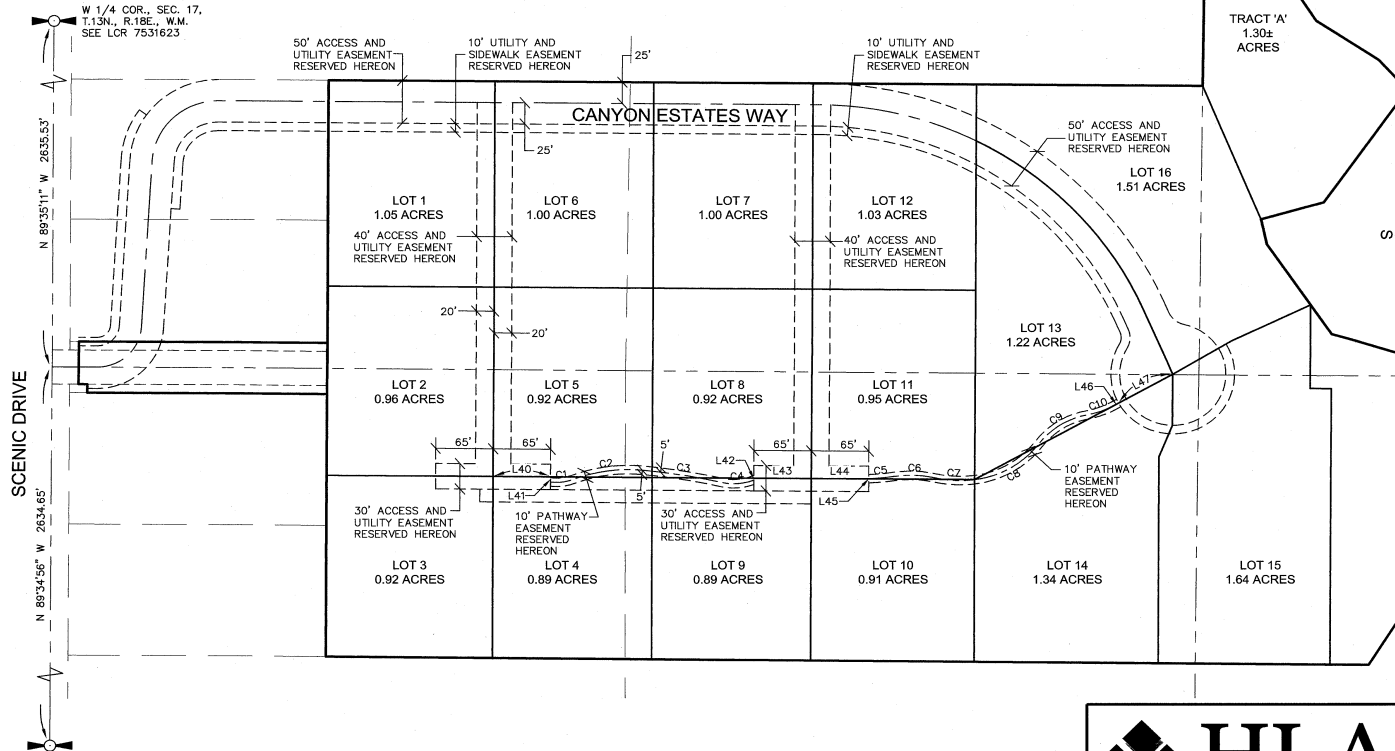 W 1/4 COR., SEC. 17,
T.13N., R.18E., W.M.
SEE LCR 7531623
50' ACCESS AND
UTILITY EASEMENT
RESERVED HEREON
10' UTILITY AND
SIDEWALK EASEMENT
RESERVED HEREON
25'
10' UTILITY AND
SIDEWALK EASEMENT
RESERVED HEREON
TRACT 'A'
1.30±
ACRES
CANYON ESTATES WAY
25'
50' ACCESS AND
UTILITY EASEMENT
RESERVED HEREON
N 89°35'11" W 2635.53'
LOT 1
1.05 ACRES
LOT 6
1.00 ACRES
LOT 7
1.00 ACRES
LOT 12
1.03 ACRES
LOT 16
1.51 ACRES
S
40' ACCESS AND
UTILITY EASEMENT
RESERVED HEREON
40' ACCESS AND
UTILITY EASEMENT
RESERVED HEREON
20'
20'
LOT 13
1.22 ACRES
SCENIC DRIVE
LOT 2
0.96 ACRES
LOT 5
0.92 ACRES
LOT 8
0.92 ACRES
LOT 11
0.95 ACRES
L46
L47
C10
C9
65'
65'
5'
65'
65'
L40
C1
C2
C3
L42
C4
L43
L44
C5
C6
C7
C8
L41
5'
L45
10' PATHWAY
EASEMENT
RESERVED
HEREON
N 89°34'56" W 2634.65'
30' ACCESS AND
UTILITY EASEMENT
RESERVED HEREON
10' PATHWAY
EASEMENT
RESERVED
HEREON
30' ACCESS AND
UTILITY EASEMENT
RESERVED HEREON
LOT 3
0.92 ACRES
LOT 4
0.89 ACRES
LOT 9
0.89 ACRES
LOT 10
0.91 ACRES
LOT 14
1.34 ACRES
LOT 15
1.64 ACRES
HLA